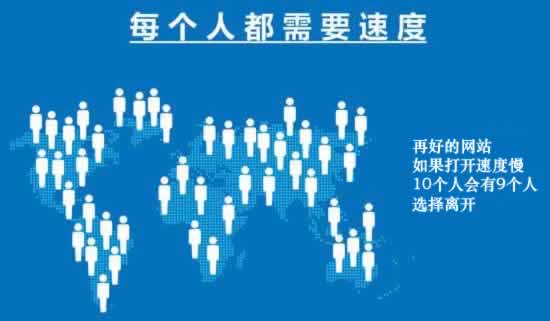 每个人都需要速度
再好的网站
如果打开速度慢
10个人会有9个人
选择离开